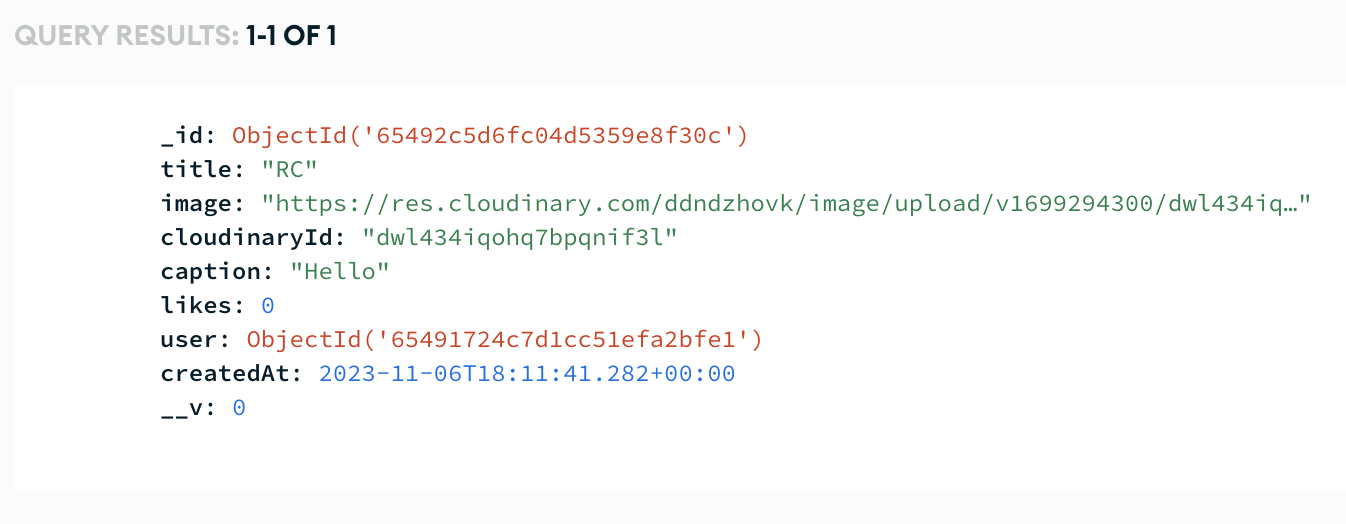 QUERY RESULTS: 1-1 OF 1
_id: ObjectId('65492c5d6fc04d5359e8f30c')
title: "RC"
image: "https://res.cloudinary.com/ddndzhovk/image/upload/v1699294300/dwl434iq…"
cloudinaryId: "dwl434iqohq7bpqnif3l"
caption: "Hello"
likes: 0
user: ObjectId('65491724c7d1cc51efa2bfe1')
createdAt: 2023-11-06T18:11:41.282+00:00
__v: 0